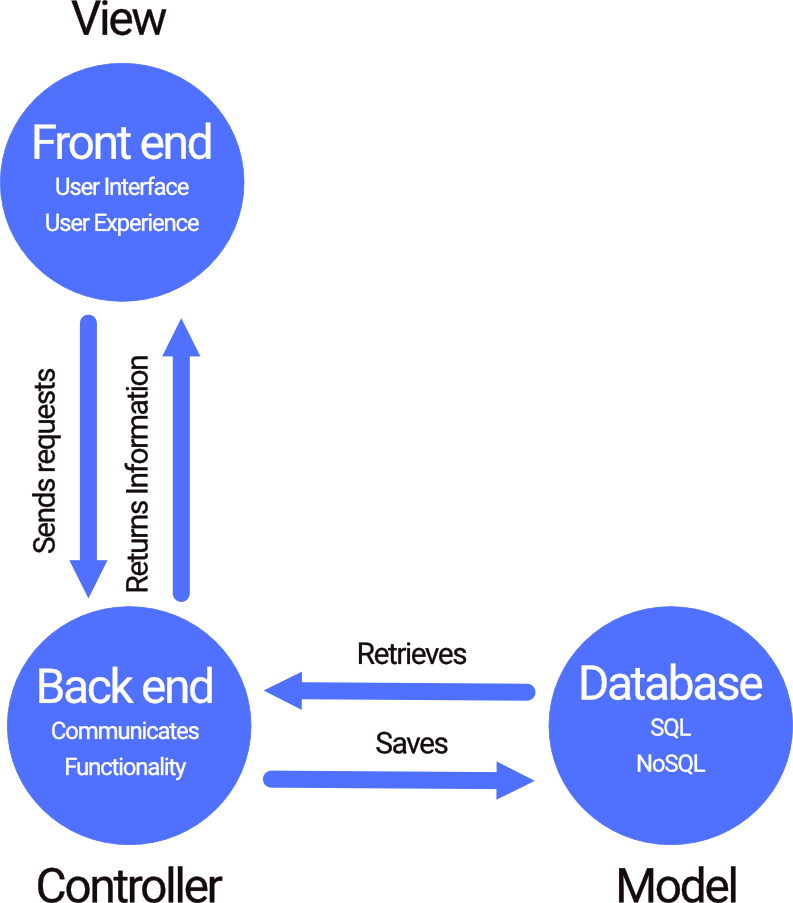 View
Front end
User Interface
User Experience
Sends requests
Returns Information
Back end
Communicates
Functionality
Retrieves
Saves
Database
SQL
NoSQL
Controller
Model